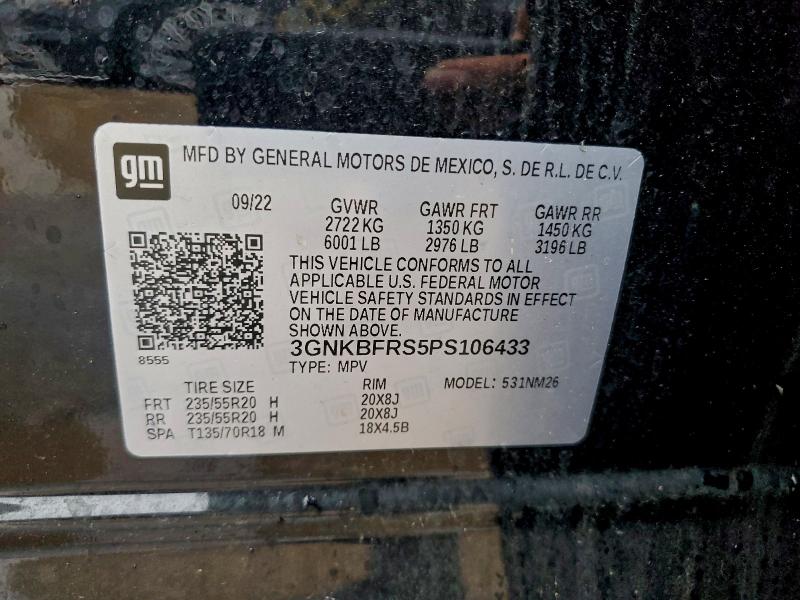 gm MFD BY GENERAL MOTORS DE MEXICO, S. DE R.L. DE C.V.
09/22 GVWR GAWR FRT GAWR RR
2722 KG 1350 KG 1450 KG
6001 LB 2976 LB 3196 LB
THIS VEHICLE CONFORMS TO ALL
APPLICABLE U.S. FEDERAL MOTOR
VEHICLE SAFETY STANDARDS IN EFFECT
ON THE DATE OF MANUFACTURE
SHOWN ABOVE.
8555
3GNKBFRS5PS106433
TYPE: MPV
TIRE SIZE RIM MODEL: 531NM26
FRT 235/55R20 H 20X8J
RR 235/55R20 H 20X8J
SPA T135/70R18 M 18X4.5B